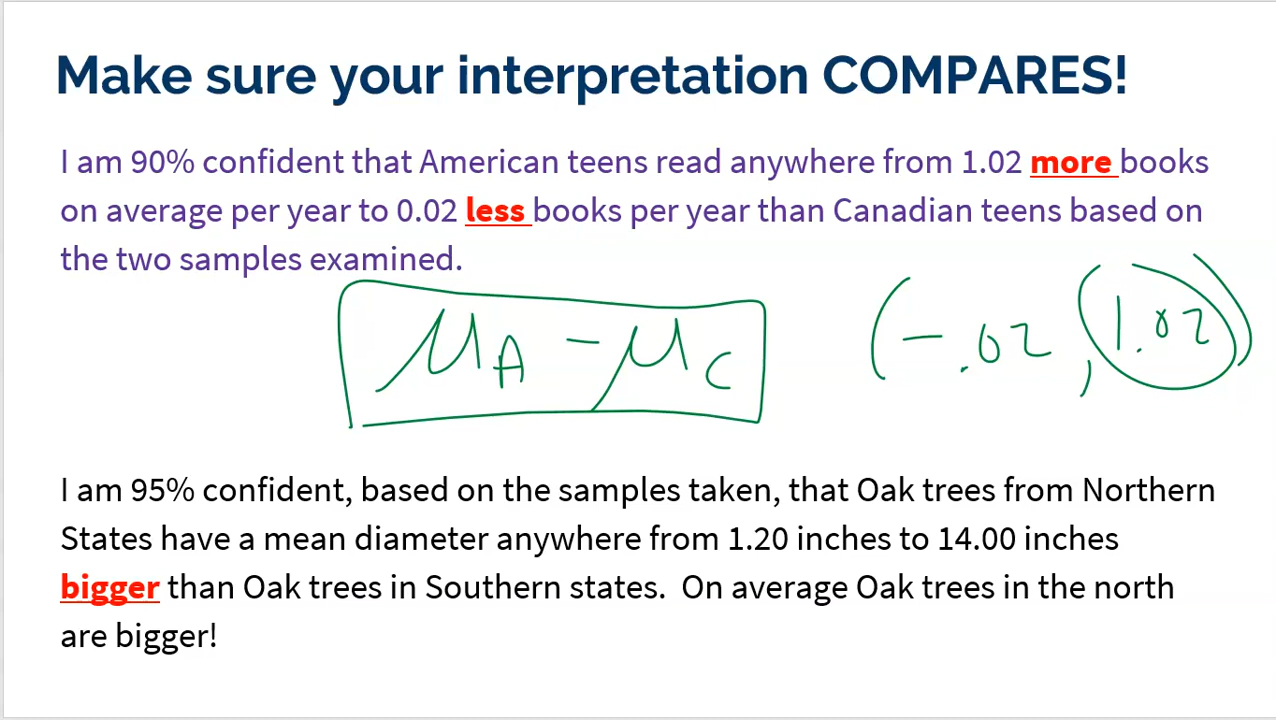 Make sure your interpretation COMPARES!
I am 90% confident that American teens read anywhere from 1.02 more books
on average per year to 0.02 less books per year than Canadian teens based on
the two samples examined.
μA - μC
(-.02, 1.02)
I am 95% confident, based on the samples taken, that Oak trees from Northern
States have a mean diameter anywhere from 1.20 inches to 14.00 inches
bigger than Oak trees in Southern states. On average Oak trees in the north
are bigger!